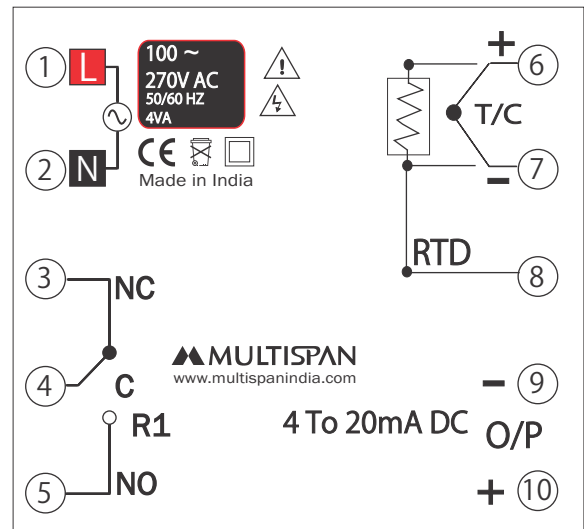 1 L
100 ~
270V AC
50/60 HZ
4VA
2 N
CE
Made in India
+ 6
T/C
- 7
RTD
8
3 NC
4 C
R1
5 NO
MULTISPAN
www.multispanindia.com
- 9
4 To 20mA DC O/P
+ 10